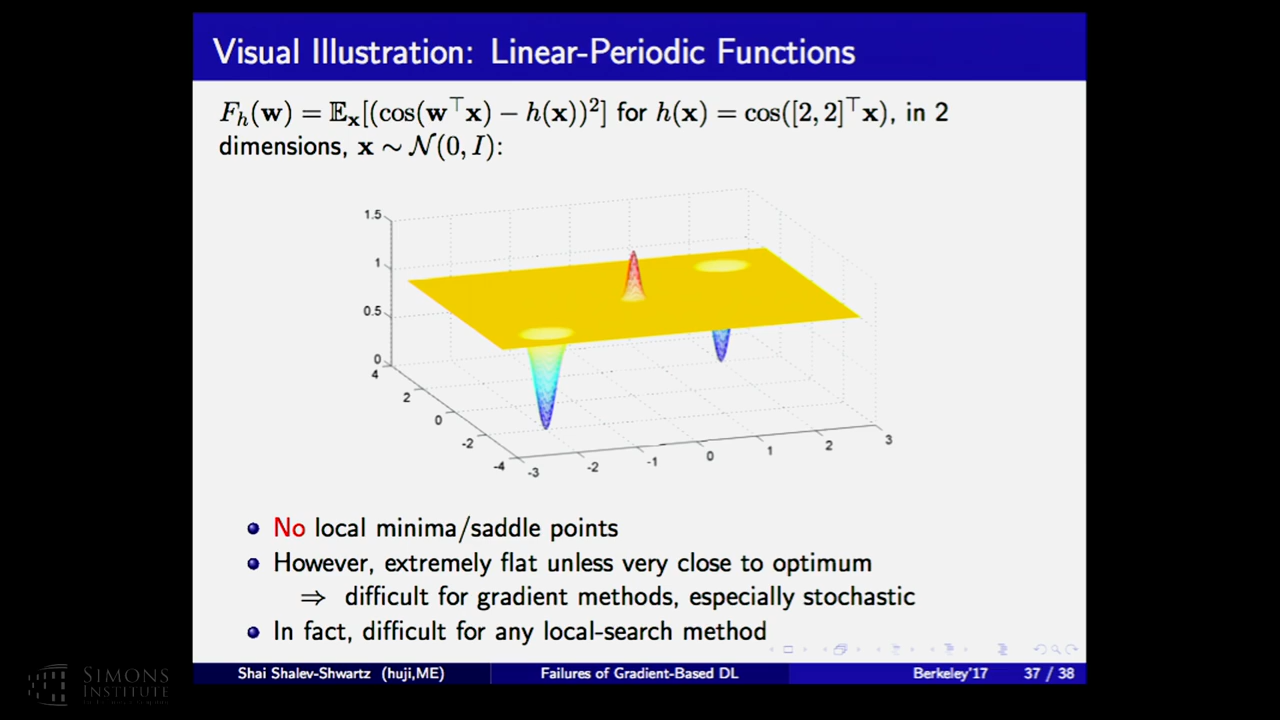 Visual Illustration: Linear-Periodic Functions
F_h(w) = 𝔼_x[(cos(w^⊤x) − h(x))²] for h(x) = cos([2, 2]^⊤x), in 2
dimensions, x ∼ 𝒩(0, I):
1.5
1
0.5
0
4
2
0
-2
-4
-3
-2
-1
0
1
2
3
No local minima/saddle points
However, extremely flat unless very close to optimum
⇒ difficult for gradient methods, especially stochastic
In fact, difficult for any local-search method
Shai Shalev-Shwartz (huji,ME)
Failures of Gradient-Based DL
Berkeley'17
37 / 38
SIMONS
INSTITUTE